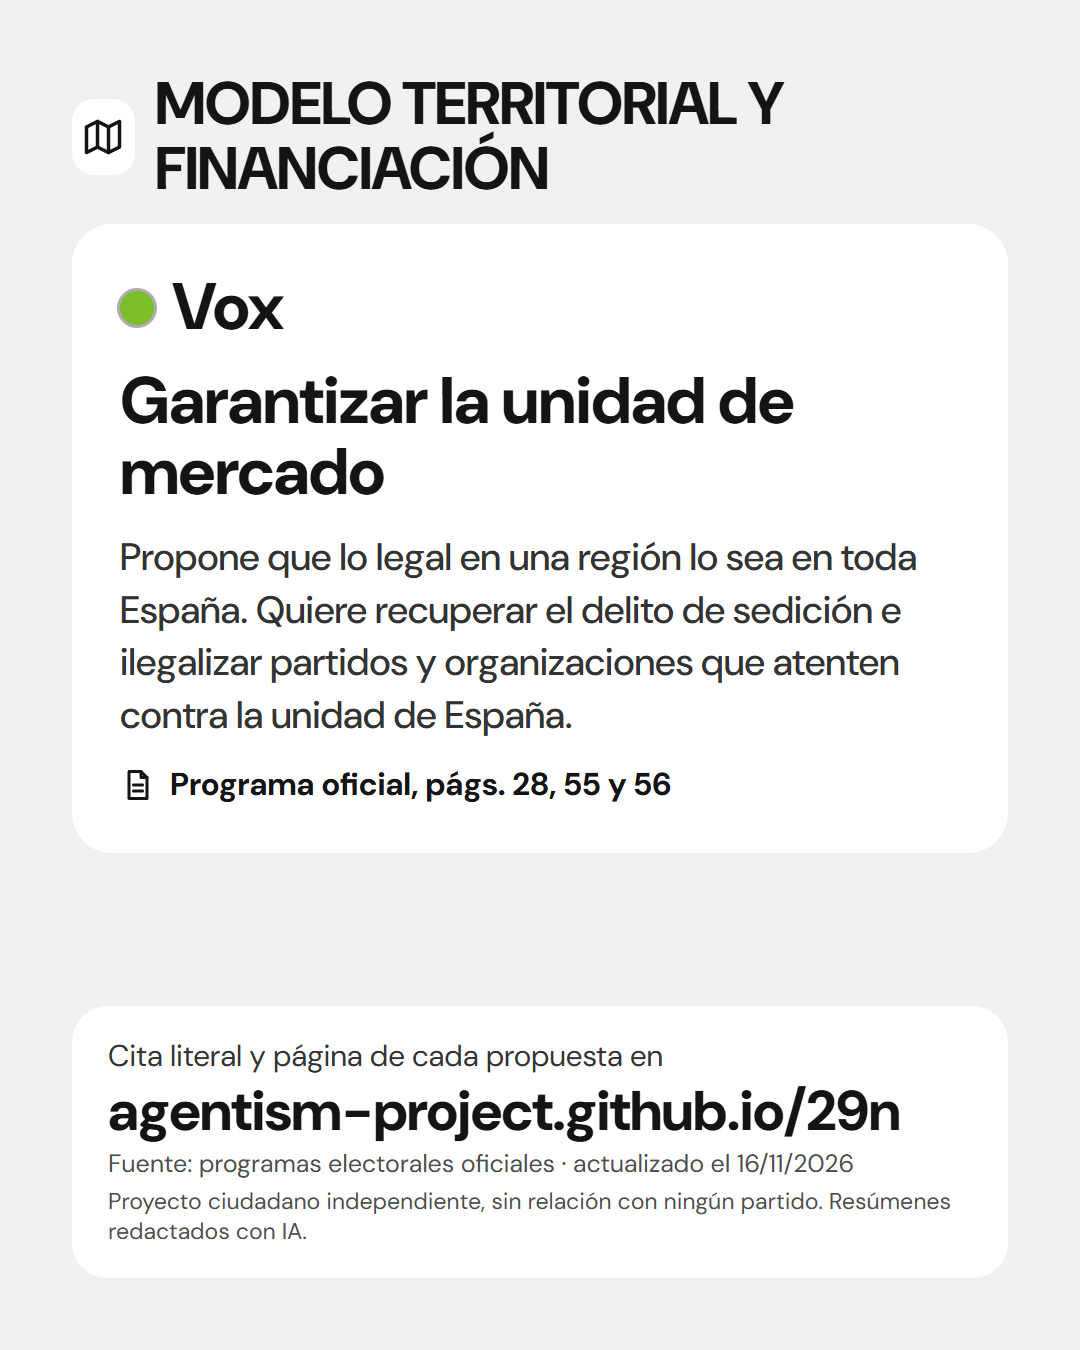 MODELO TERRITORIAL Y
FINANCIACIÓN
Vox
Garantizar la unidad de
mercado
Propone que lo legal en una región lo sea en toda
España. Quiere recuperar el delito de sedición e
ilegalizar partidos y organizaciones que atenten
contra la unidad de España.
Programa oficial, págs. 28, 55 y 56
Cita literal y página de cada propuesta en
agentism-project.github.io/29n
Fuente: programas electorales oficiales · actualizado el 16/11/2026
Proyecto ciudadano independiente, sin relación con ningún partido. Resúmenes
redactados con IA.